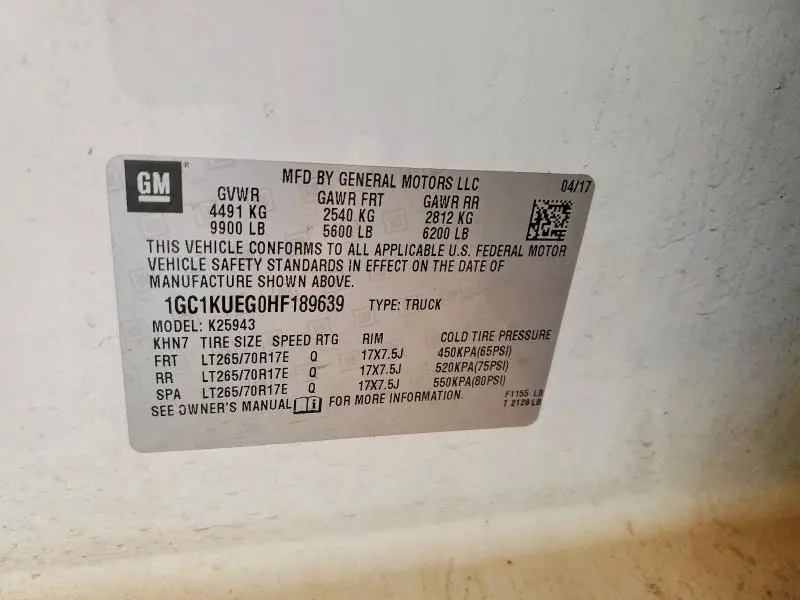 GM
MFD BY GENERAL MOTORS LLC 04/17
GVWR GAWR FRT GAWR RR
4491 KG 2540 KG 2812 KG
9900 LB 5600 LB 6200 LB
THIS VEHICLE CONFORMS TO ALL APPLICABLE U.S. FEDERAL MOTOR
VEHICLE SAFETY STANDARDS IN EFFECT ON THE DATE OF
MANUFACTURE SHOWN ABOVE.
1GC1KUEG0HF189639 TYPE: TRUCK
MODEL: K25943
KHN7 TIRE SIZE SPEED RTG RIM COLD TIRE PRESSURE
FRT LT265/70R17E Q 17X7.5J 450KPA(65PSI)
RR LT265/70R17E Q 17X7.5J 520KPA(75PSI)
SPA LT265/70R17E Q 17X7.5J 550KPA(80PSI)
SEE OWNER'S MANUAL FOR MORE INFORMATION.
F1155 LB
T 2128 LB